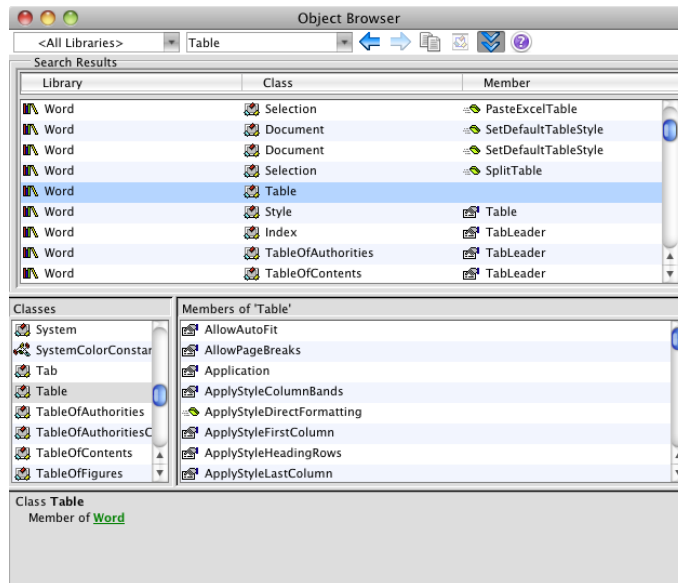 Object Browser
<All Libraries> Table
Search Results
Library Class Member
Word Selection PasteExcelTable
Word Document SetDefaultTableStyle
Word Document SetDefaultTableStyle
Word Selection SplitTable
Word Table
Word Style Table
Word Index TabLeader
Word TableOfAuthorities TabLeader
Word TableOfContents TabLeader
Classes
System
SystemColorConstar
Tab
Table
TableOfAuthorities
TableOfAuthoritiesC
TableOfContents
TableOfFigures
Members of 'Table'
AllowAutoFit
AllowPageBreaks
Application
ApplyStyleColumnBands
ApplyStyleDirectFormatting
ApplyStyleFirstColumn
ApplyStyleHeadingRows
ApplyStyleLastColumn
Class Table
Member of Word